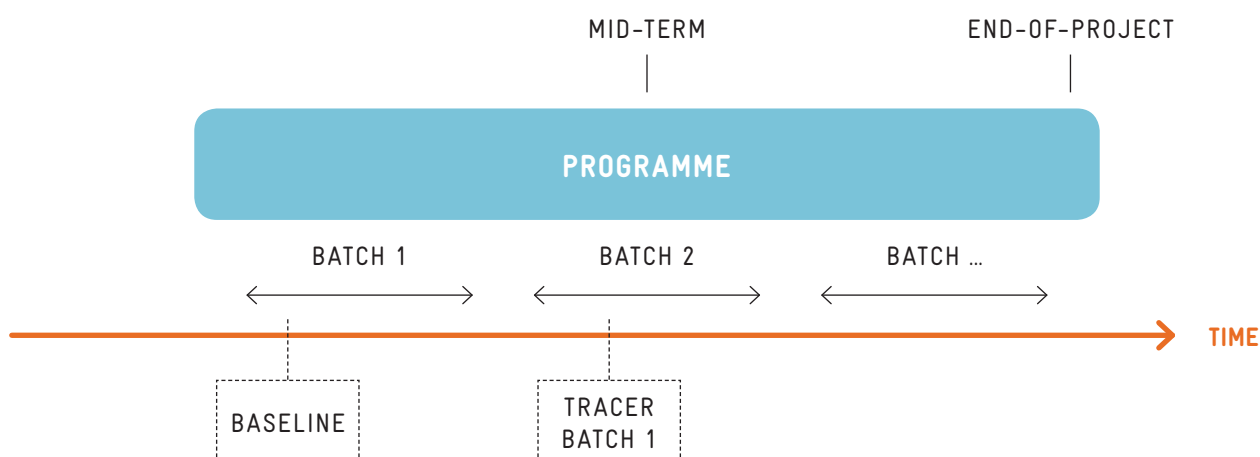 MID-TERM
END-OF-PROJECT
PROGRAMME
BATCH 1
BATCH 2
BATCH ...
TIME
BASELINE
TRACER
BATCH 1